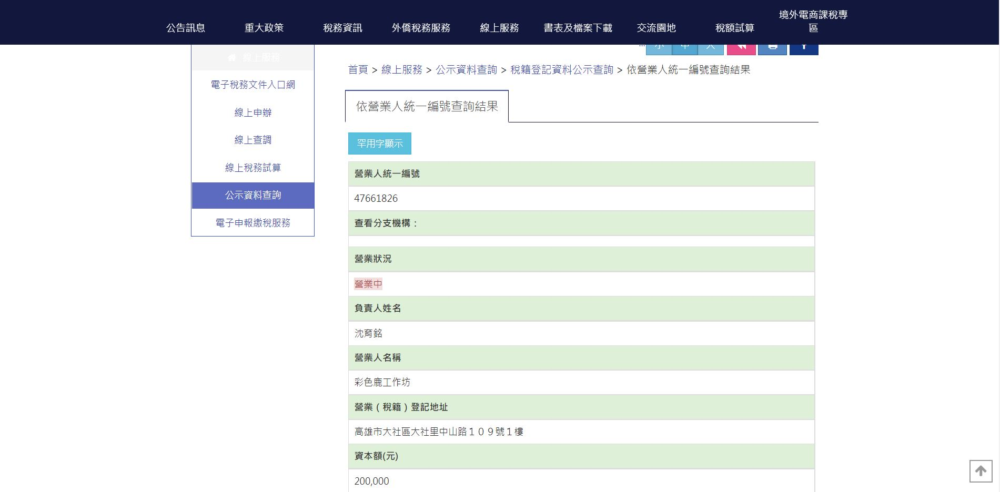 公告訊息
重大政策
稅務資訊
外僑稅務服務
線上服務
書表及檔案下載
交流園地
稅額試算
境外電商課稅專
區
線上服務
電子稅務文件入口網
線上申辦
線上查調
線上稅務試算
公示資料查詢
電子申報繳稅服務
小 中 大
首頁 > 線上服務 > 公示資料查詢 > 稅籍登記資料公示查詢 > 依營業人統一編號查詢結果
依營業人統一編號查詢結果
罕用字顯示
營業人統一編號
47661826
查看分支機構：
營業狀況
營業中
負責人姓名
沈育銘
營業人名稱
彩色鹿工作坊
營業（稅籍）登記地址
高雄市大社區大社里中山路１０９號１樓
資本額(元)
200,000